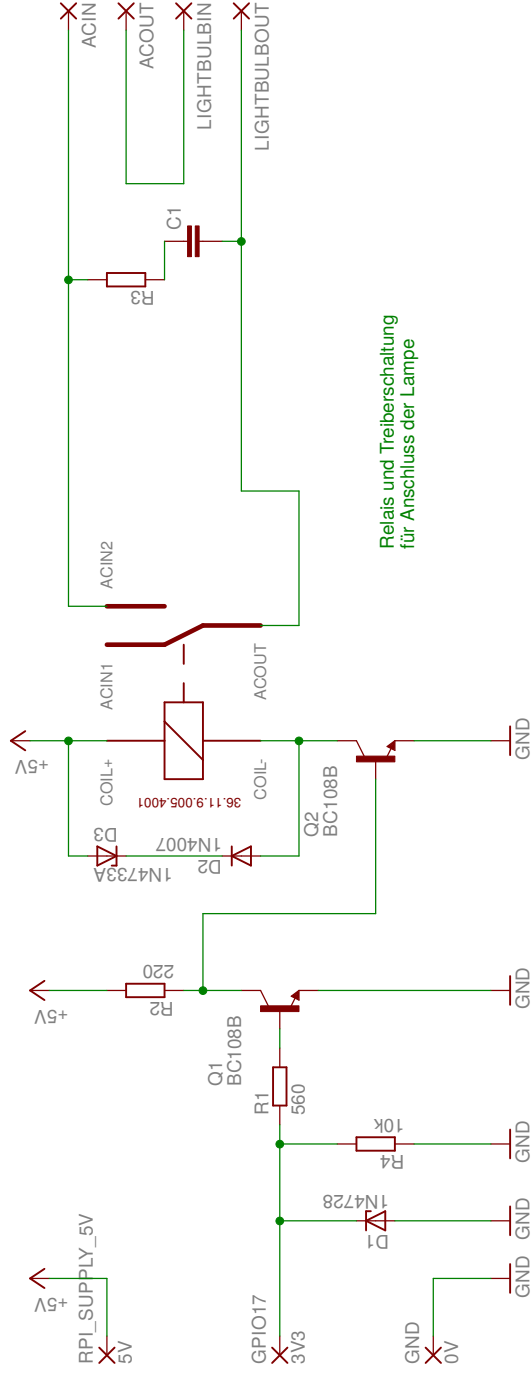 ACIN
ACOUT
LIGHTBULBIN
LIGHTBULBOUT
C1
R3
Relais und Treiberschaltung
für Anschluss der Lampe
ACIN2
ACIN1
ACOUT
+5V
COIL+
COIL-
36.11.9.005.4001
D3
1N4733A
1N4007
D2
Q2
BC108B
GND
+5V
220
R2
Q1
BC108B
GND
R1
560
10k
R4
GND
1N4728
D1
GND
+5V
RPI_SUPPLY_5V
5V
GPIO17
3V3
GND
0V
GND